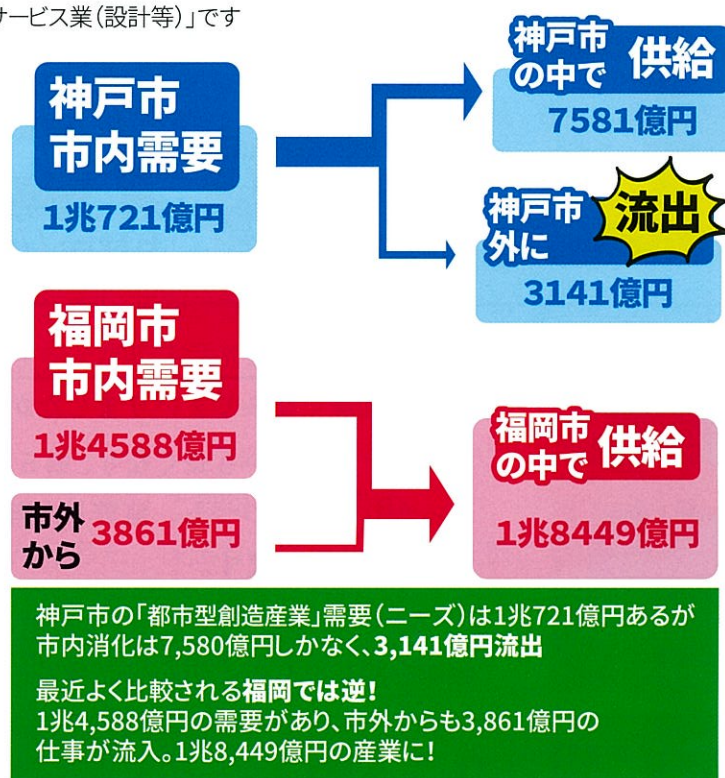 サービス業(設計等)」です
神戸市
市内需要
1兆721億円
神戸市
の中で 供給
7581億円
神戸市
外に 流出
3141億円
福岡市
市内需要
1兆4588億円
市外
から 3861億円
福岡市
の中で 供給
1兆8449億円
神戸市の「都市型創造産業」需要(ニーズ)は1兆721億円あるが
市内消化は7,580億円しかなく、3,141億円流出
最近よく比較される福岡では逆!
1兆4,588億円の需要があり、市外からも3,861億円の
仕事が流入。1兆8,449億円の産業に!